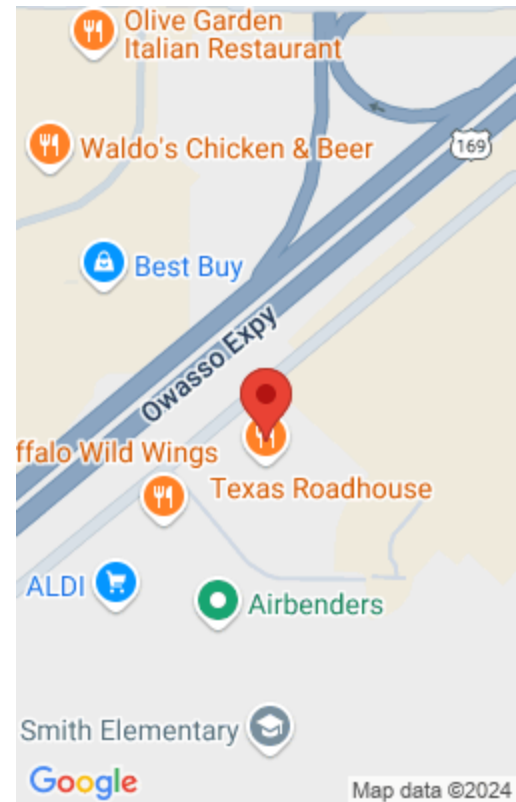 Olive Garden
Italian Restaurant
Waldo's Chicken & Beer
169
Best Buy
Owasso Expy
ffalo Wild Wings
Texas Roadhouse
ALDI
Airbenders
Smith Elementary
Google
Map data ©2024